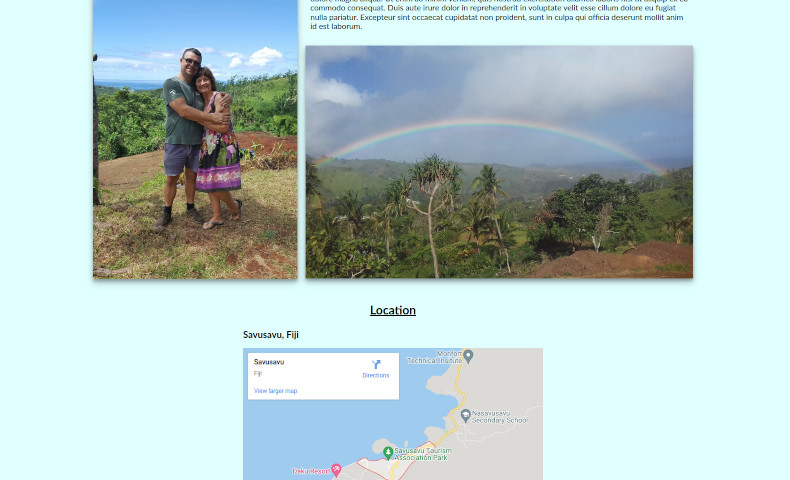 commodo consequat. Duis aute irure dolor in reprehenderit in voluptate velit esse cillum dolore eu fugiat
nulla pariatur. Excepteur sint occaecat cupidatat non proident, sunt in culpa qui officia deserunt mollit anim
id est laborum.
Location
Savusavu, Fiji
Savusavu
Fiji
Directions
View larger map
Montfort
Technical Institute
Nasavusavu
Secondary School
Savusavu Tourism
Association Park
Daku Resort